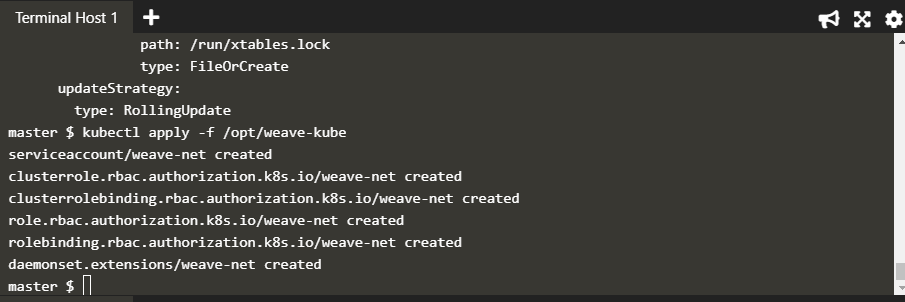 Terminal Host 1 +
path: /run/xtables.lock
type: FileOrCreate
updateStrategy:
type: RollingUpdate
master $ kubectl apply -f /opt/weave-kube
serviceaccount/weave-net created
clusterrole.rbac.authorization.k8s.io/weave-net created
clusterrolebinding.rbac.authorization.k8s.io/weave-net created
role.rbac.authorization.k8s.io/weave-net created
rolebinding.rbac.authorization.k8s.io/weave-net created
daemonset.extensions/weave-net created
master $